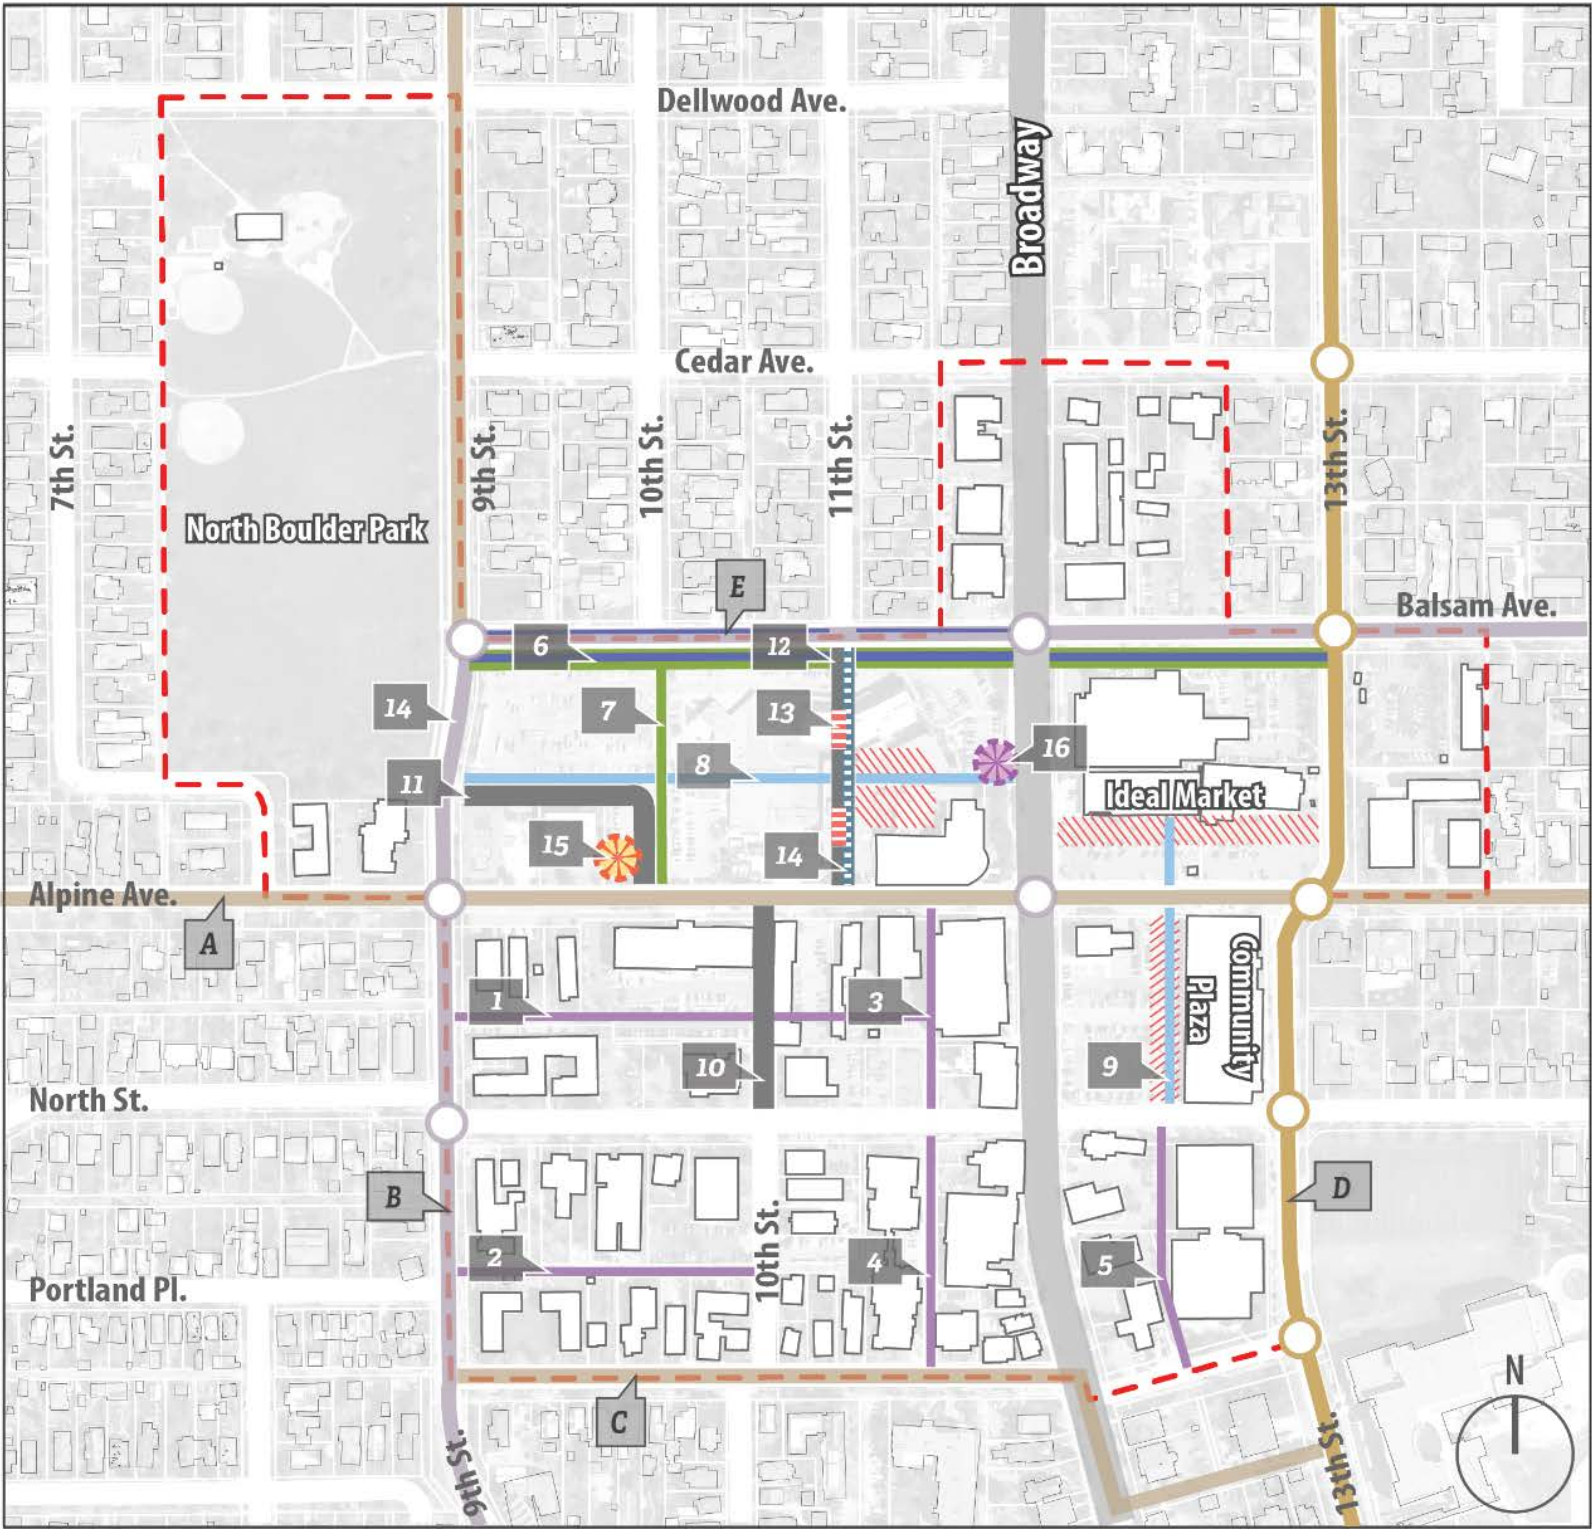 Dellwood Ave.
Broadway
Cedar Ave.
7th St.
9th St.
10th St.
11th St.
13th St.
North Boulder Park
E
Balsam Ave.
6
12
14
7
13
8
16
11
Ideal Market
15
14
Alpine Ave.
A
1
3
Community
Plaza
10
9
North St.
B
D
10th St.
2
4
5
Portland Pl.
C
N
9th St.
13th St.